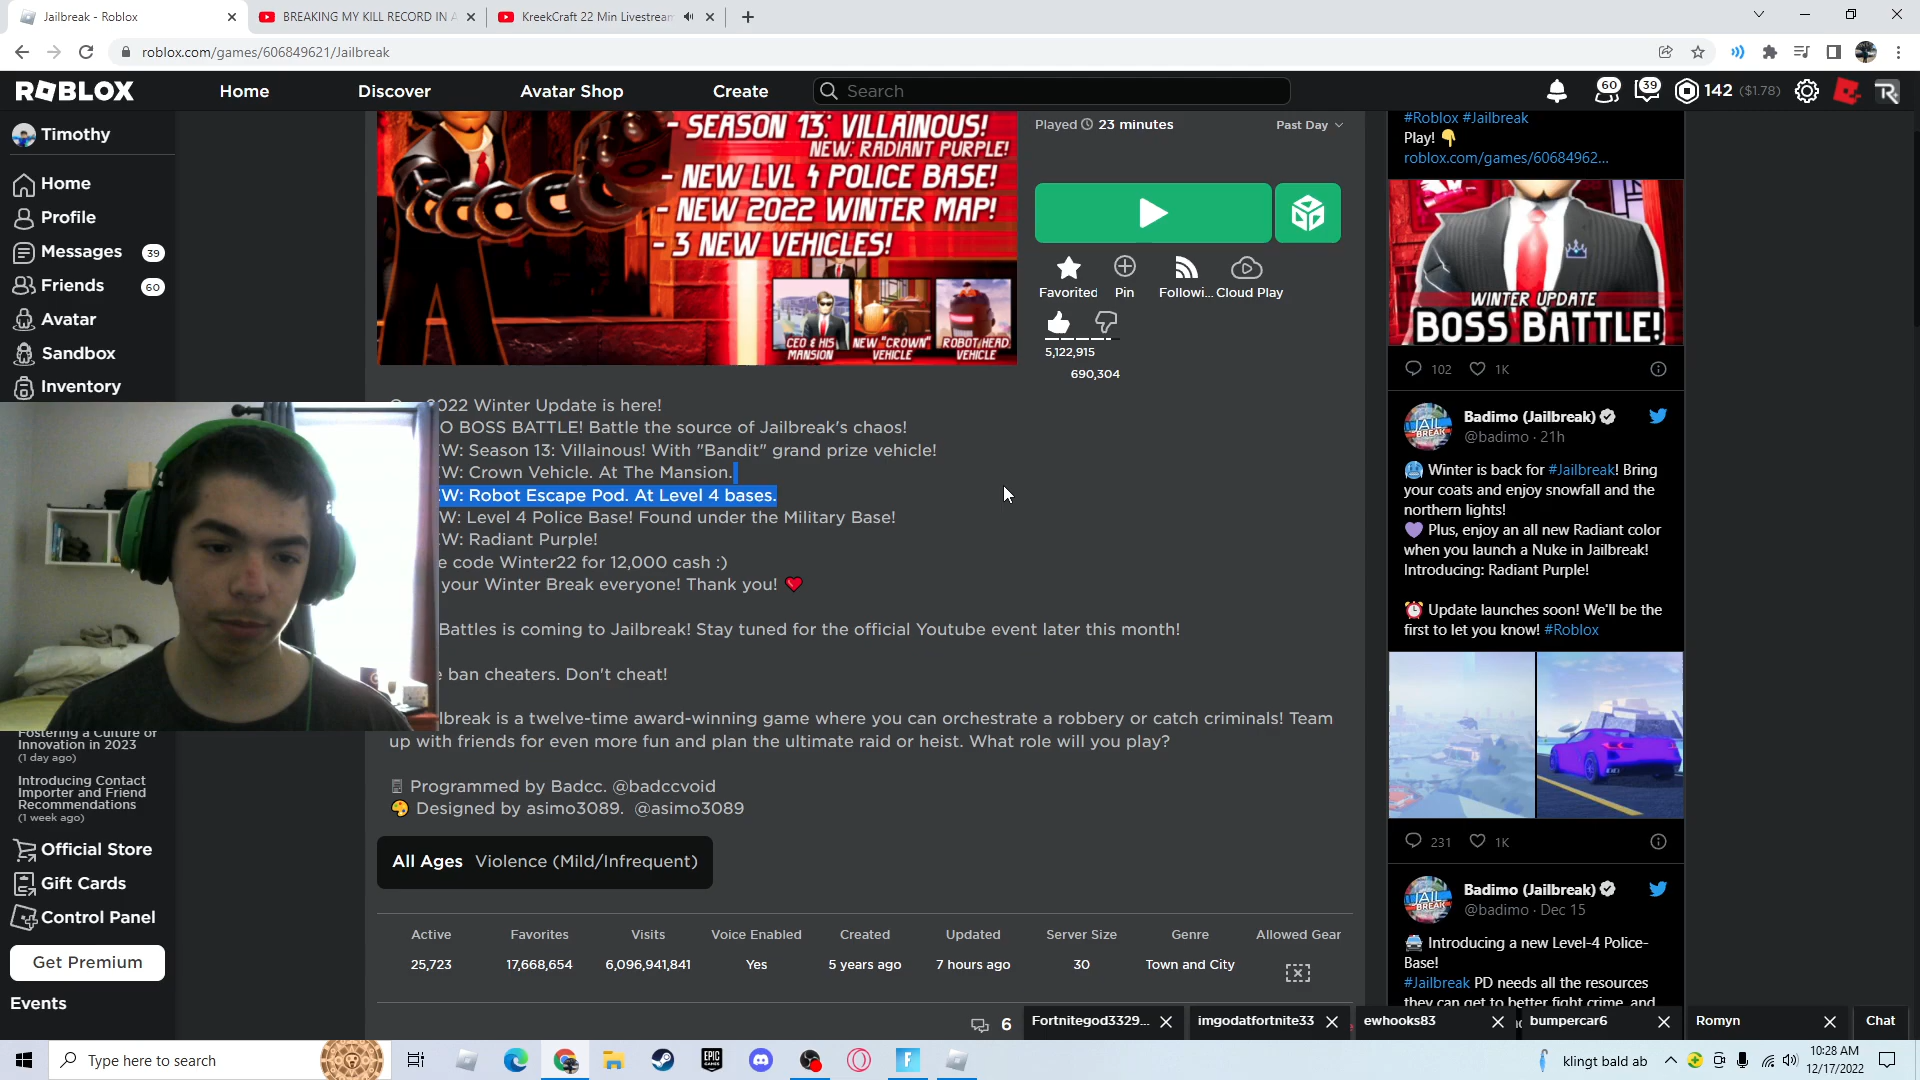 Jailbreak - Roblox
BREAKING MY KILL RECORD IN A
KreekCraft 22 Min Livestream
roblox.com/games/606849621/Jailbreak
ROBLOX
Home
Discover
Avatar Shop
Create
Search
60
39
142 ($1.78)
Timothy
Home
Profile
Messages 39
Friends 60
Avatar
Sandbox
Inventory
Fostering a Culture of
Innovation in 2023
(1 day ago)
Introducing Contact
Importer and Friend
Recommendations
(1 week ago)
Official Store
Gift Cards
Control Panel
Get Premium
Events
- SEASON 13: VILLAINOUS!
NEW: RADIANT PURPLE!
- NEW LVL 4 POLICE BASE!
- NEW 2022 WINTER MAP!
- 3 NEW VEHICLES!
CEO & HIS
MANSION
NEW "CROWN"
VEHICLE
ROBOT HEAD
VEHICLE
Played 23 minutes
Past Day
Favorited
Pin
Followi...
Cloud Play
5,122,915
690,304
2022 Winter Update is here!
O BOSS BATTLE! Battle the source of Jailbreak's chaos!
EW: Season 13: Villainous! With "Bandit" grand prize vehicle!
EW: Crown Vehicle. At The Mansion.
EW: Robot Escape Pod. At Level 4 bases.
W: Level 4 Police Base! Found under the Military Base!
EW: Radiant Purple!
e code Winter22 for 12,000 cash :)
your Winter Break everyone! Thank you! ❤
Battles is coming to Jailbreak! Stay tuned for the official Youtube event later this month!
e ban cheaters. Don't cheat!
lbreak is a twelve-time award-winning game where you can orchestrate a robbery or catch criminals! Team
up with friends for even more fun and plan the ultimate raid or heist. What role will you play?
Programmed by Badcc. @badccvoid
🎨 Designed by asimo3089. @asimo3089
All Ages Violence (Mild/Infrequent)
Active
Favorites
Visits
Voice Enabled
Created
Updated
Server Size
Genre
Allowed Gear
25,723
17,668,654
6,096,941,841
Yes
5 years ago
7 hours ago
30
Town and City
#Roblox #Jailbreak
Play! 👇
roblox.com/games/60684962...
WINTER UPDATE
BOSS BATTLE!
102 1K
Badimo (Jailbreak)
@badimo · 21h
🥶 Winter is back for #Jailbreak! Bring
your coats and enjoy snowfall and the
northern lights!
💜 Plus, enjoy an all new Radiant color
when you launch a Nuke in Jailbreak!
Introducing: Radiant Purple!
⏰ Update launches soon! We'll be the
first to let you know! #Roblox
231 1K
Badimo (Jailbreak)
@badimo · Dec 15
🚔 Introducing a new Level-4 Police-
Base!
#Jailbreak PD needs all the resources
they can get to better fight crime, and
6
Fortnitegod3329...
imgodatfortnite33
ewhooks83
bumpercar6
Romyn
Chat
Type here to search
klingt bald ab
10:28 AM
12/17/2022